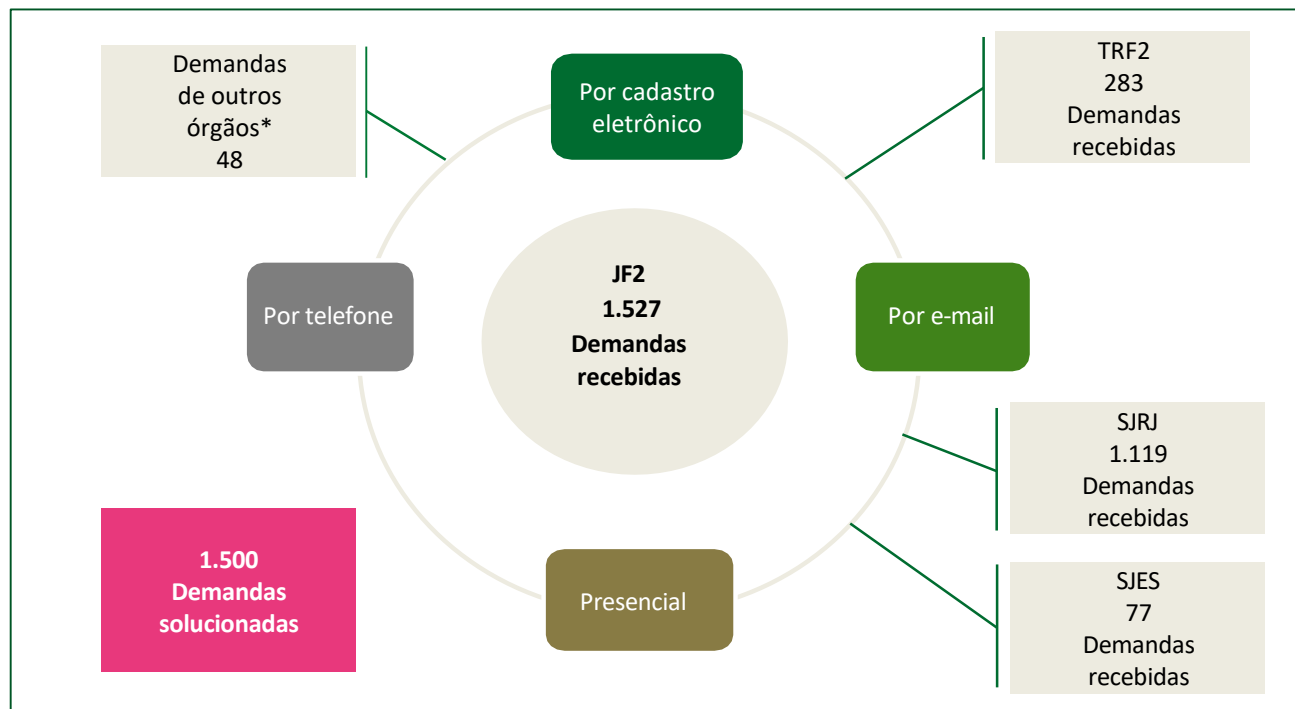 Demandas
de outros
órgãos*
48
Por cadastro
eletrônico
TRF2
283
Demandas
recebidas
Por telefone
JF2
1.527
Demandas
recebidas
Por e-mail
SJRJ
1.119
Demandas
recebidas
1.500
Demandas
solucionadas
Presencial
SJES
77
Demandas
recebidas